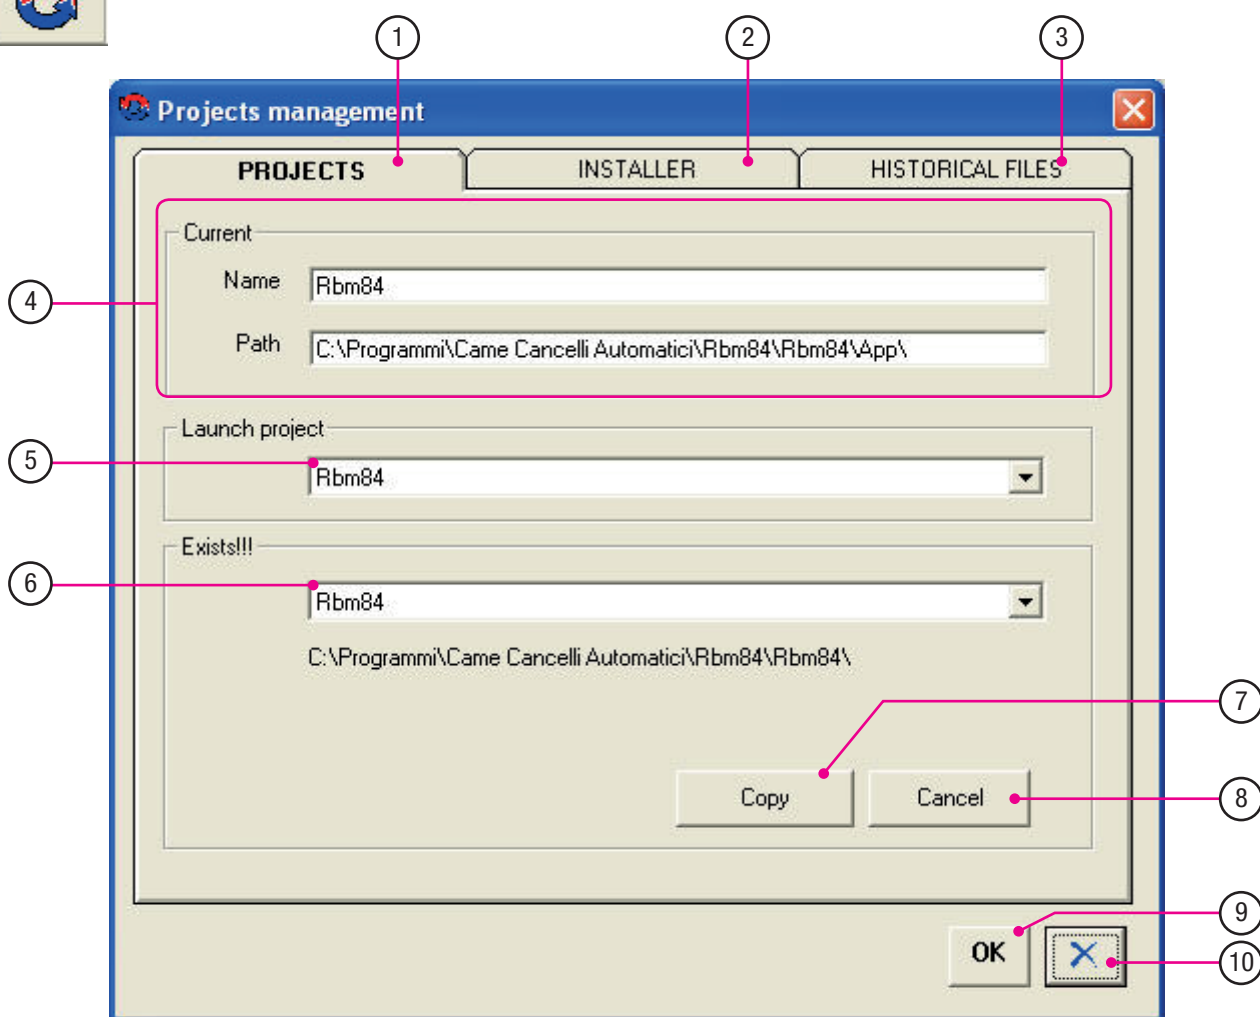 1 2 3
Projects management
PROJECTS INSTALLER HISTORICAL FILES
Current
4 Name Rbm84
Path C:\Programmi\Came Cancelli Automatici\Rbm84\Rbm84\App\
Launch project
5 Rbm84
Exists!!!
6 Rbm84
C:\Programmi\Came Cancelli Automatici\Rbm84\Rbm84\
7
Copy Cancel 8
9
OK 10